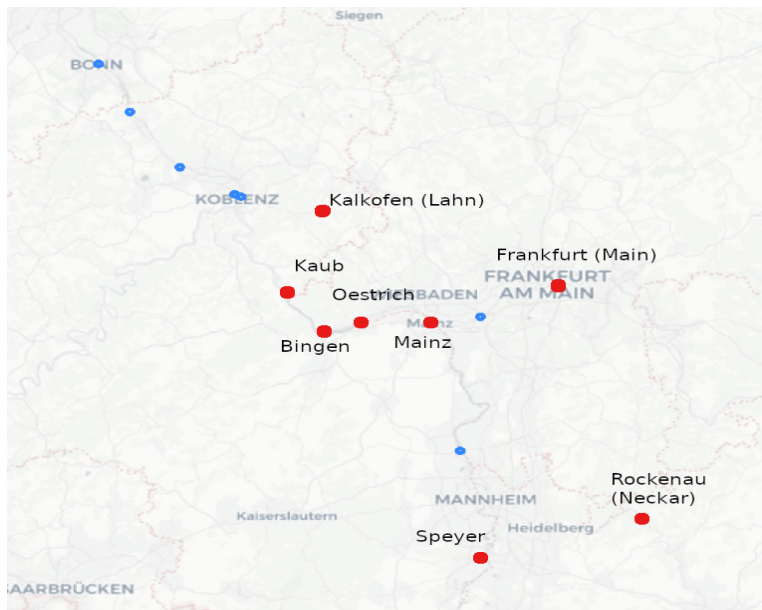 Siegen
BONN
KOBLENZ
Kalkofen (Lahn)
Frankfurt (Main)
Kaub
FRANKFURT
AM MAIN
Oestrich
WIESBADEN
Mainz
Bingen
Mainz
Rockenau
(Neckar)
MANNHEIM
Kaiserslautern
Heidelberg
Speyer
SAARBRÜCKEN